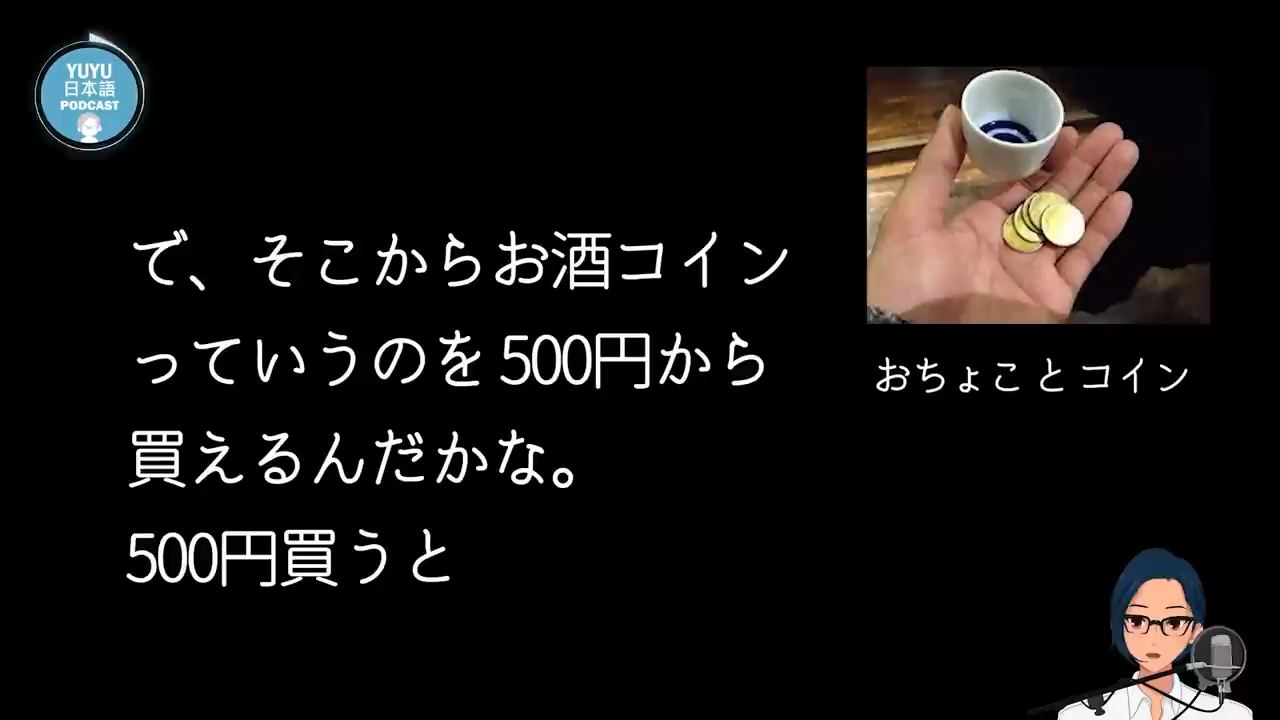 YUYU
日本語
PODCAST
で、そこからお酒コイン
っていうのを500円から
買えるんだかな。
500円買うと
おちょことコイン